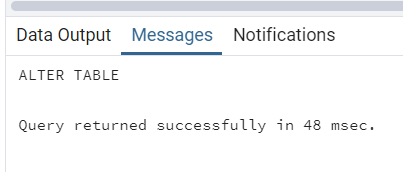 Data Output Messages Notifications
ALTER TABLE
Query returned successfully in 48 msec.